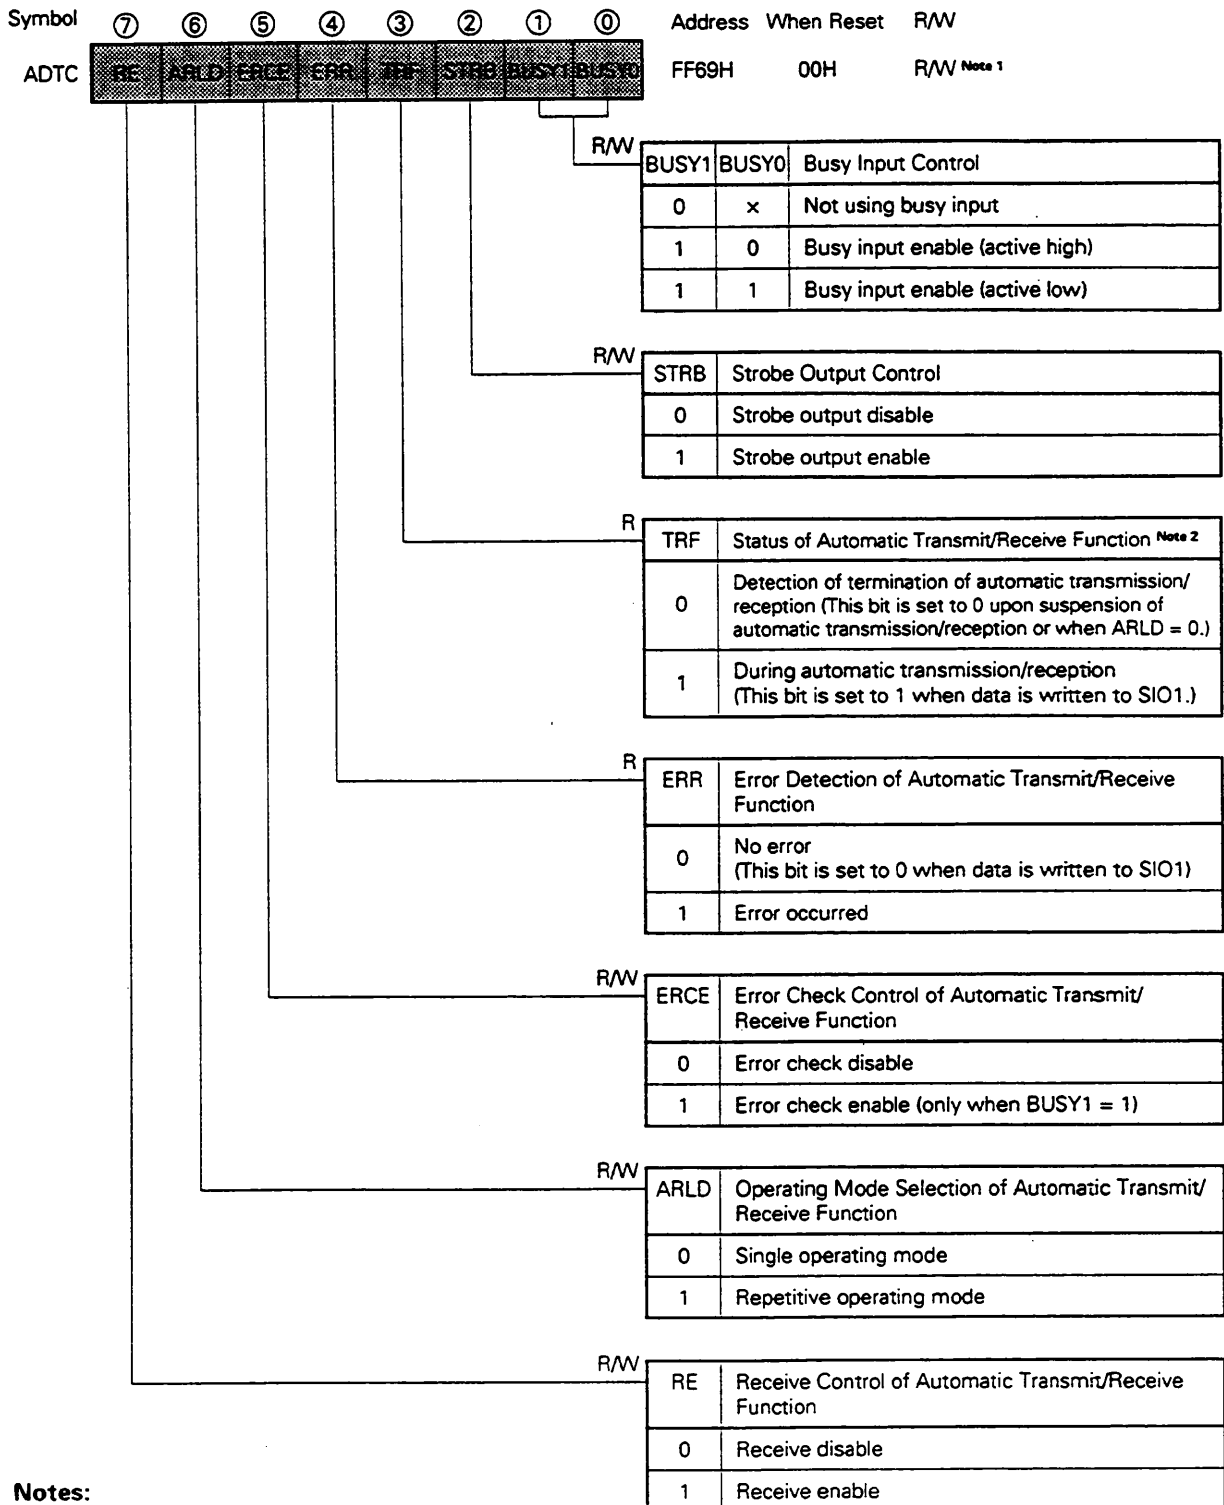 Symbol ⑦ ⑥ ⑤ ④ ③ ② ① ⓪ Address When Reset R/W
ADTC RE ARLD ERCE ERR TRF STRB BUSY1 BUSY0 FF69H 00H R/W Note 1
R/W
BUSY1 BUSY0 Busy Input Control
0 × Not using busy input
1 0 Busy input enable (active high)
1 1 Busy input enable (active low)
R/W
STRB Strobe Output Control
0 Strobe output disable
1 Strobe output enable
R
TRF Status of Automatic Transmit/Receive Function Note 2
0 Detection of termination of automatic transmission/
reception (This bit is set to 0 upon suspension of
automatic transmission/reception or when ARLD = 0.)
1 During automatic transmission/reception
(This bit is set to 1 when data is written to SIO1.)
R
ERR Error Detection of Automatic Transmit/Receive
Function
0 No error
(This bit is set to 0 when data is written to SIO1)
1 Error occurred
R/W
ERCE Error Check Control of Automatic Transmit/
Receive Function
0 Error check disable
1 Error check enable (only when BUSY1 = 1)
R/W
ARLD Operating Mode Selection of Automatic Transmit/
Receive Function
0 Single operating mode
1 Repetitive operating mode
R/W
RE Receive Control of Automatic Transmit/Receive
Function
0 Receive disable
1 Receive enable
Notes: